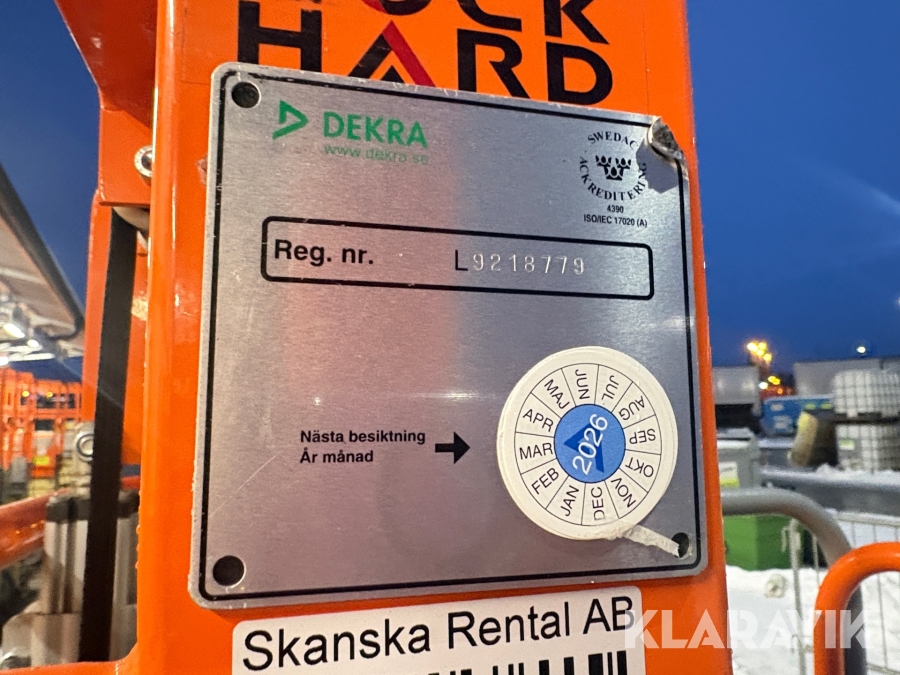 HARD
DEKRA
www.dekra.se
SWEDAC
ACKREDITERING
4390
ISO/IEC 17020 (A)
Reg. nr. L9218779
Nästa besiktning
År månad
JAN
FEB
MAR
APR
MAJ
JUN
JUL
AUG
SEP
OKT
NOV
DEC
2026
Skanska Rental AB
KLARAVIK